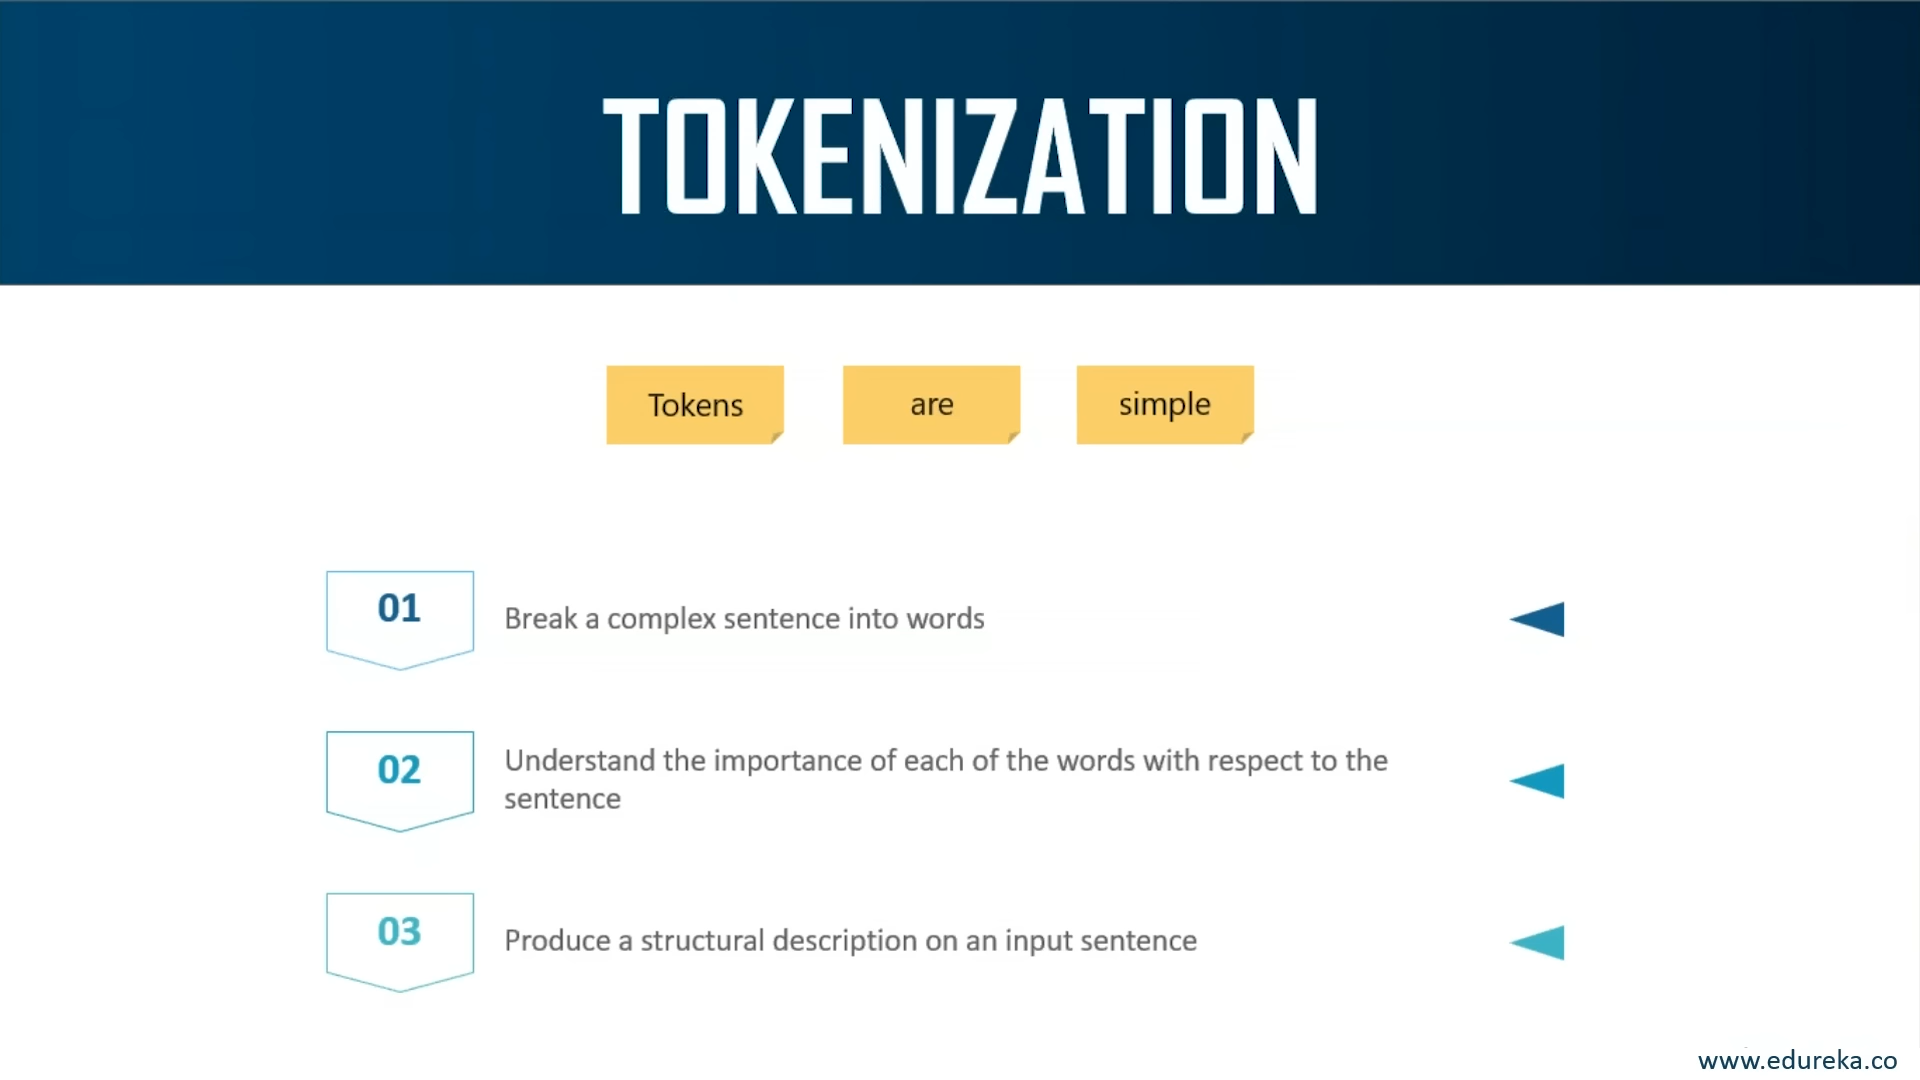 TOKENIZATION
Tokens are simple
01 Break a complex sentence into words
02 Understand the importance of each of the words with respect to the
sentence
03 Produce a structural description on an input sentence
www.edureka.co